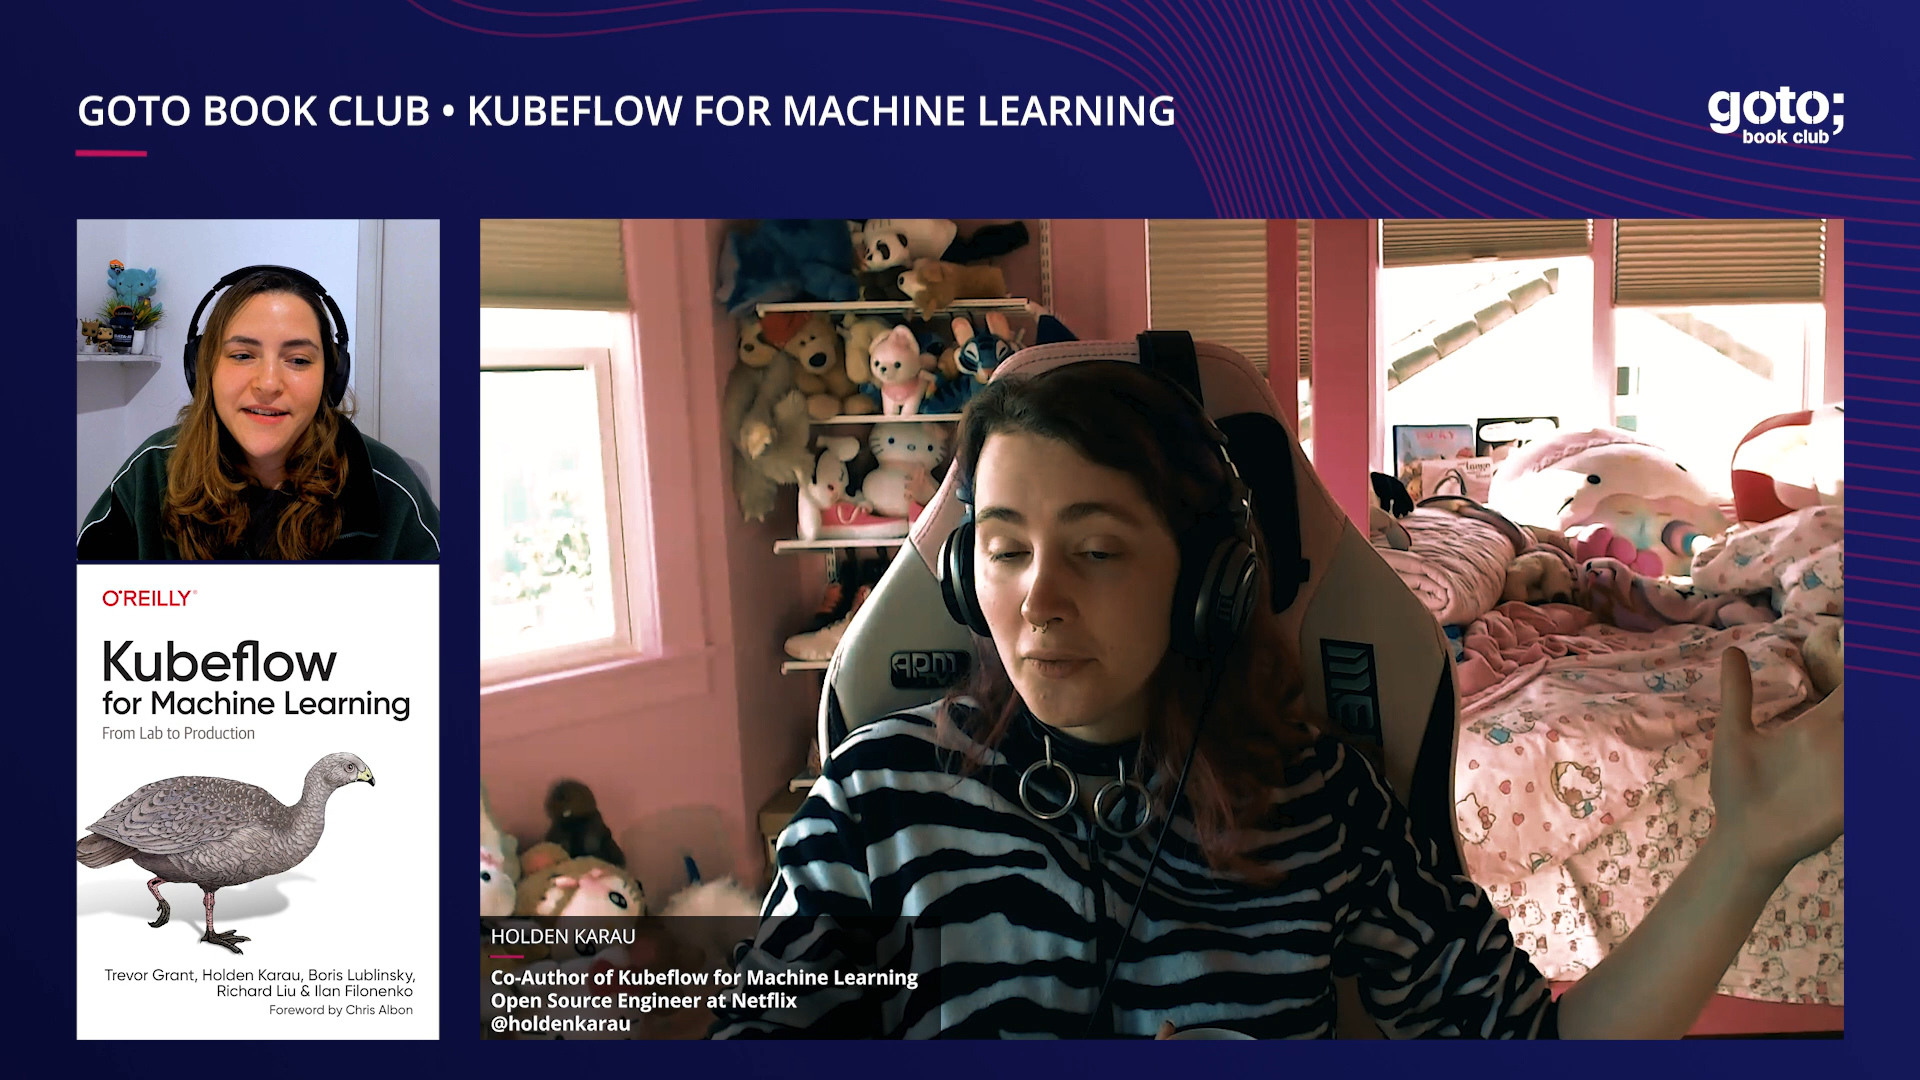 GOTO BOOK CLUB • KUBEFLOW FOR MACHINE LEARNING
goto;
book club
O'REILLY®
Kubeflow
for Machine Learning
From Lab to Production
Trevor Grant, Holden Karau, Boris Lublinsky,
Richard Liu & Ilan Filonenko
Foreword by Chris Albon
HOLDEN KARAU
Co-Author of Kubeflow for Machine Learning
Open Source Engineer at Netflix
@holdenkarau